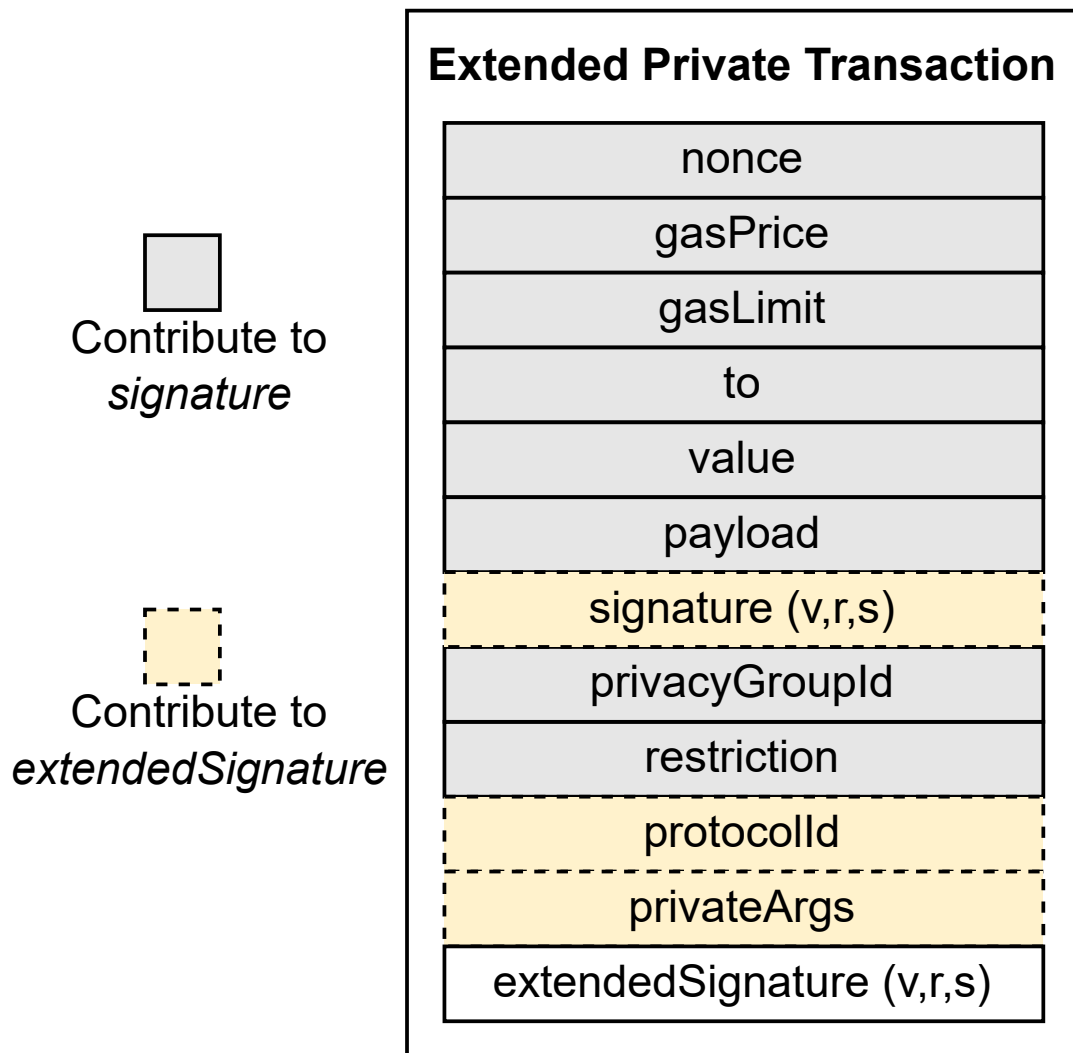 Extended Private Transaction
nonce
gasPrice
gasLimit
to
value
payload
signature (v,r,s)
privacyGroupId
restriction
protocolId
privateArgs
extendedSignature (v,r,s)
Contribute to
signature
Contribute to
extendedSignature